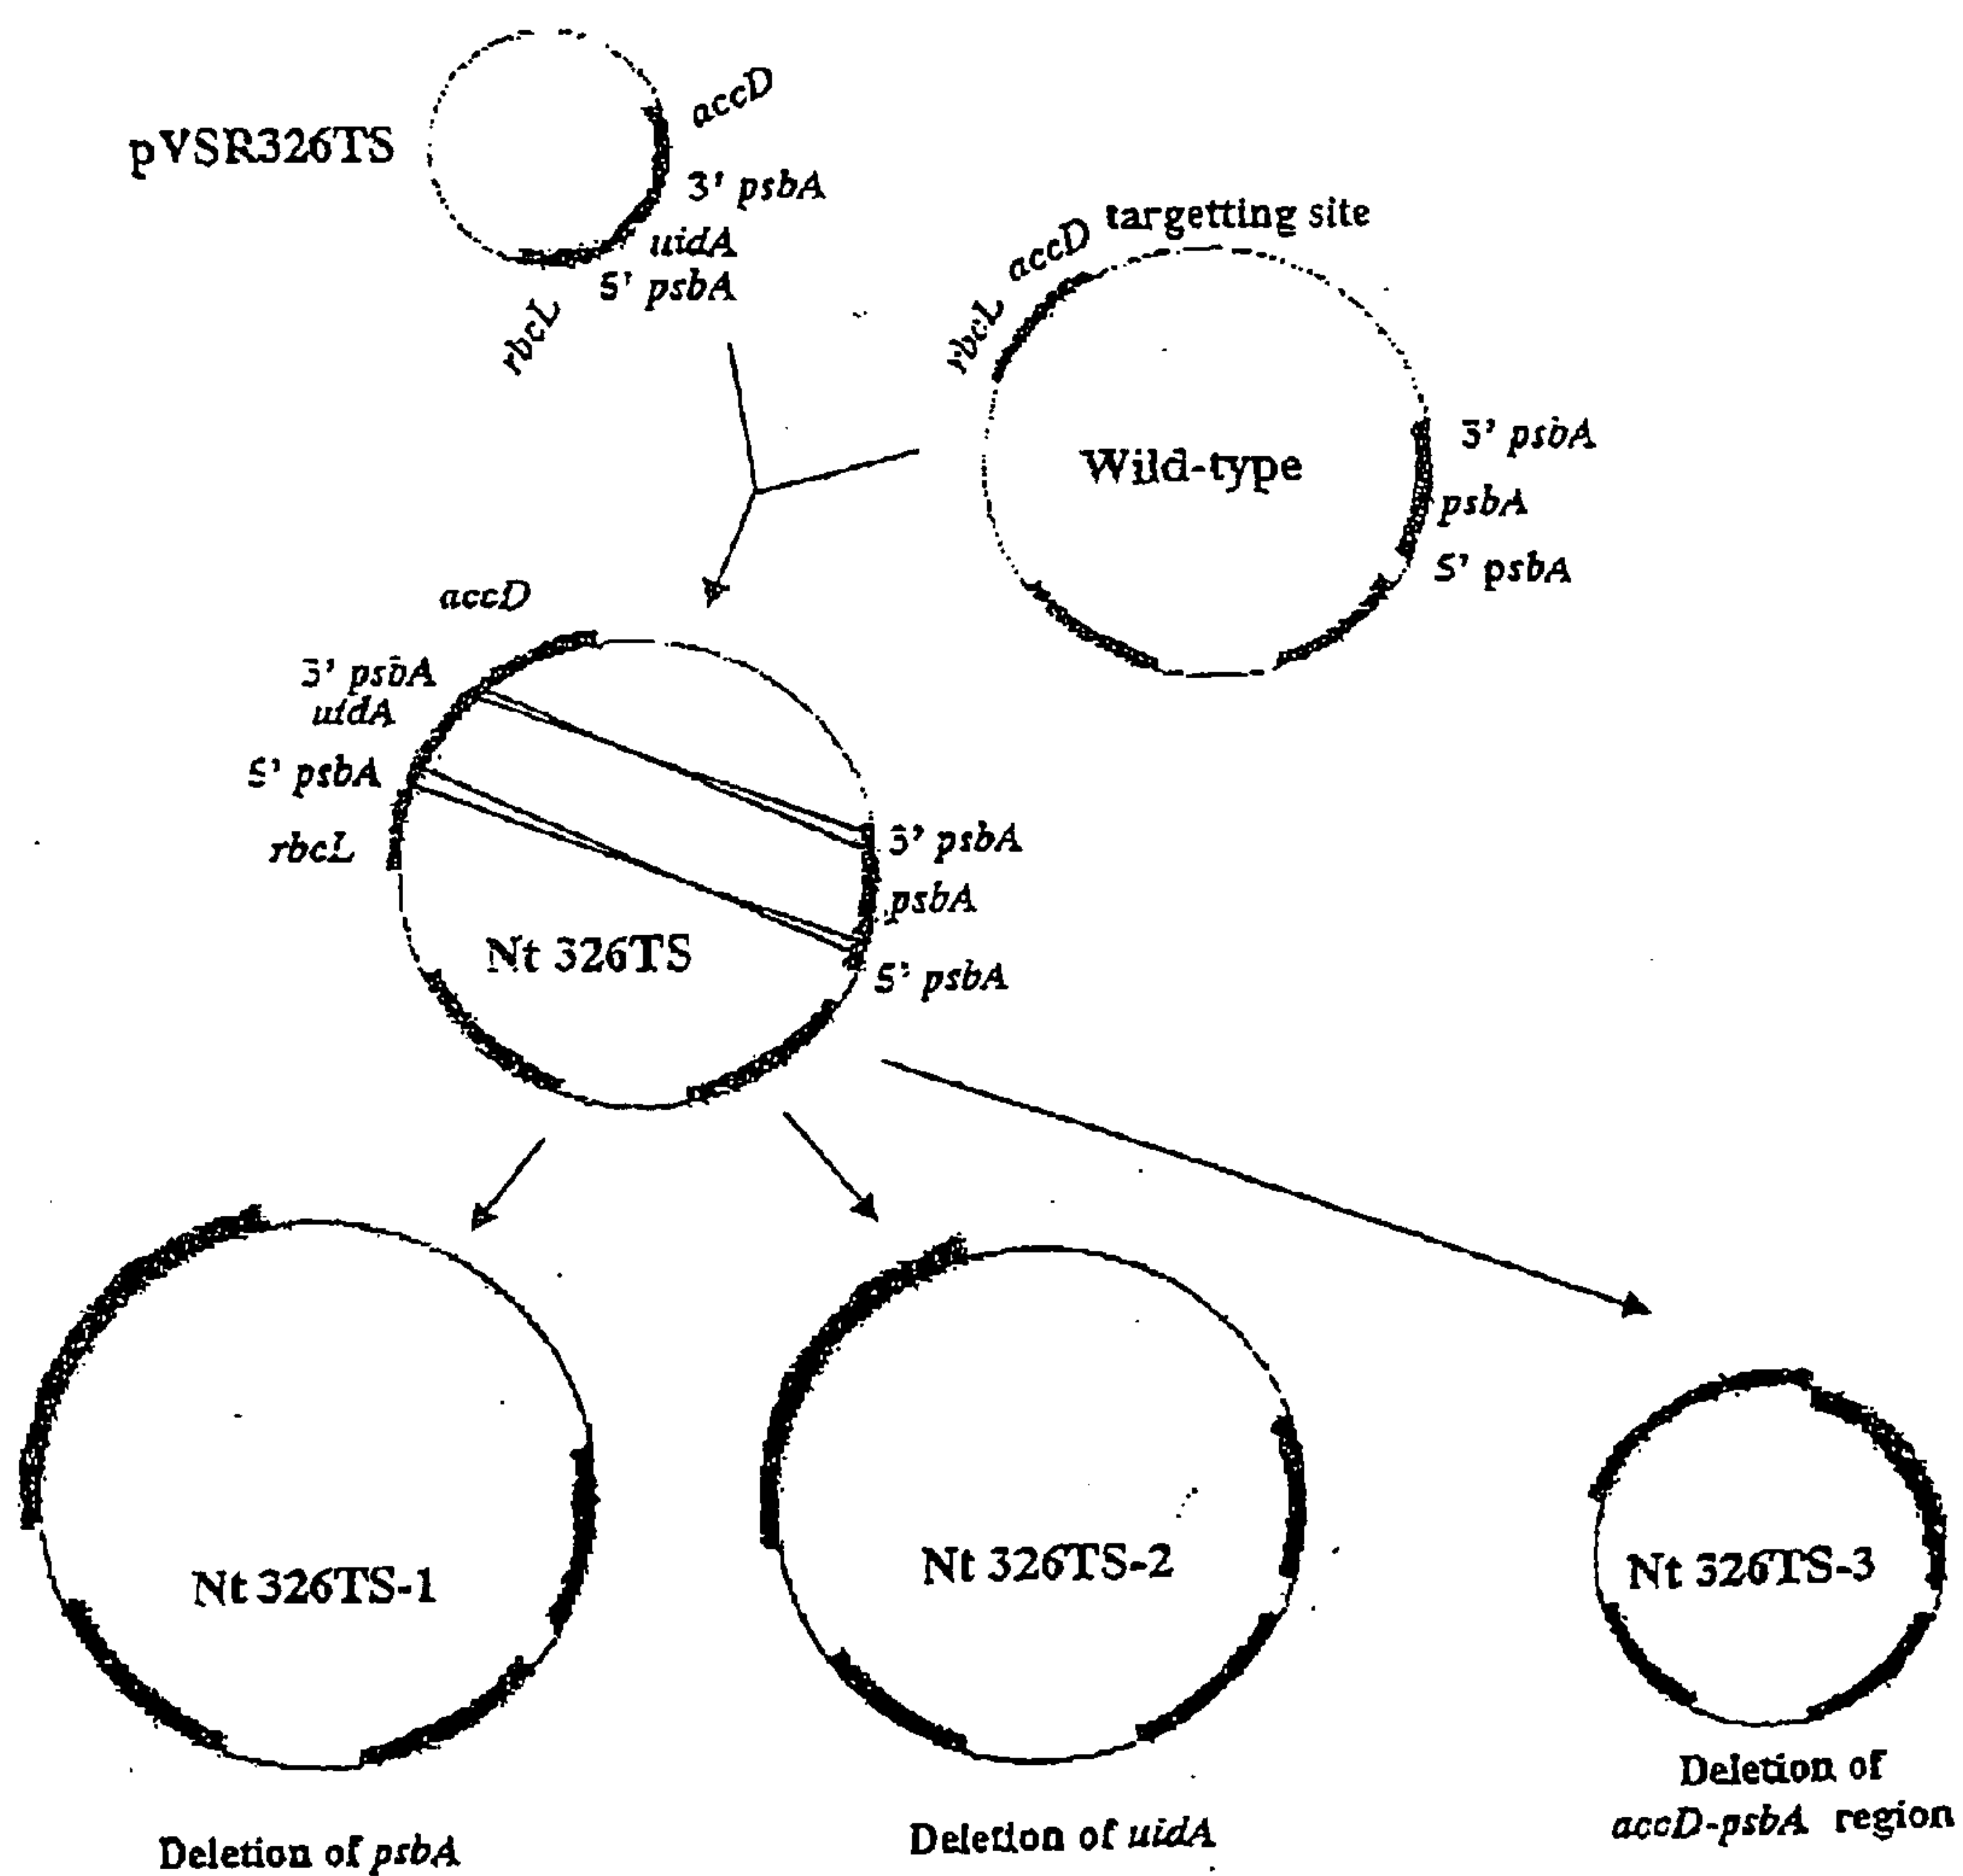 accD
pVSR326TS
3' psbA
uidA
5' psbA
rbcL
accD targetting site
rbcL
3' psbA
Wild-type
psbA
5' psbA
accD
3' psbA
uidA
5' psbA
rbcL
3' psbA
psbA
Nt 326TS
5' psbA
Nt 326TS-1
Nt 326TS-2
Nt 326TS-3
Deletion of psbA
Deletion of uidA
Deletion of
accD-psbA region